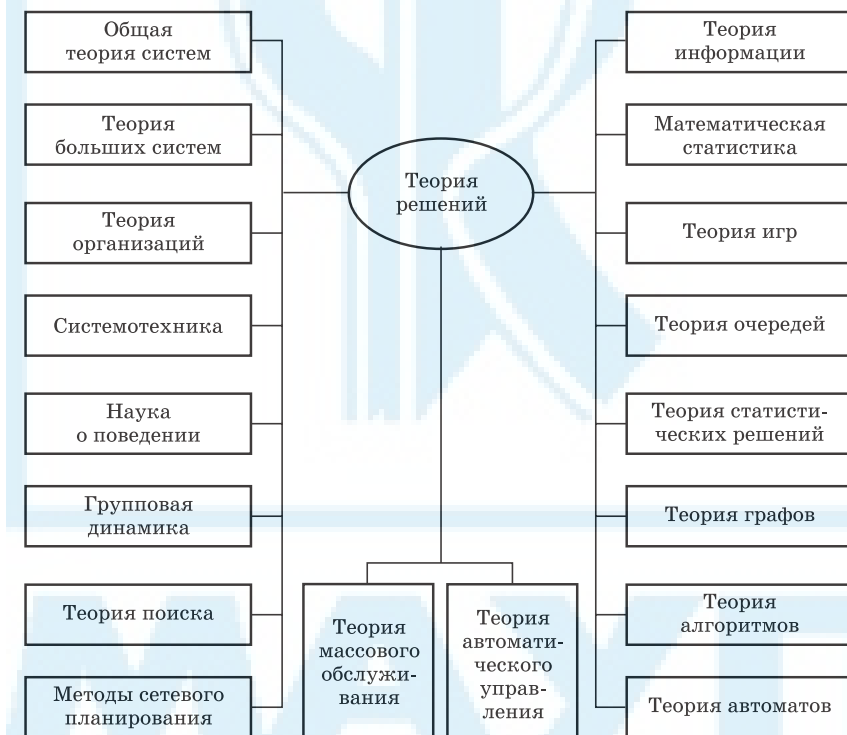 Общая
теория систем
Теория
больших систем
Теория
организаций
Системотехника
Наука
о поведении
Групповая
динамика
Теория поиска
Методы сетевого
планирования
Теория
решений
Теория
массового
обслужи-
вания
Теория
автомати-
ческого
управ-
ления
Теория
информации
Математическая
статистика
Теория игр
Теория очередей
Теория статисти-
ческих решений
Теория графов
Теория
алгоритмов
Теория автоматов